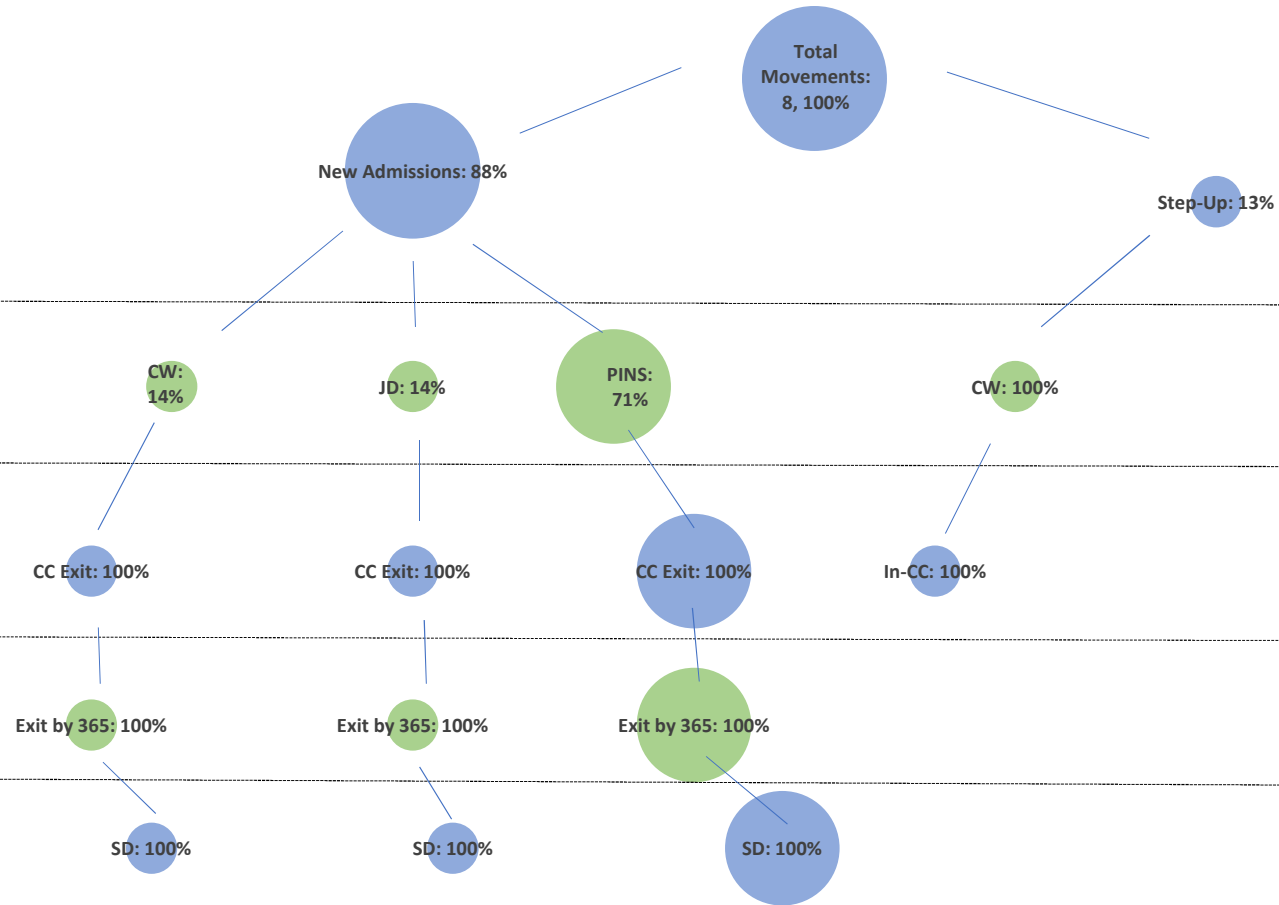 Total
Movements:
8, 100%
New Admissions: 88%
Step-Up: 13%
CW:
14%
JD: 14%
PINS:
71%
CW: 100%
CC Exit: 100%
CC Exit: 100%
CC Exit: 100%
In-CC: 100%
Exit by 365: 100%
Exit by 365: 100%
Exit by 365: 100%
SD: 100%
SD: 100%
SD: 100%